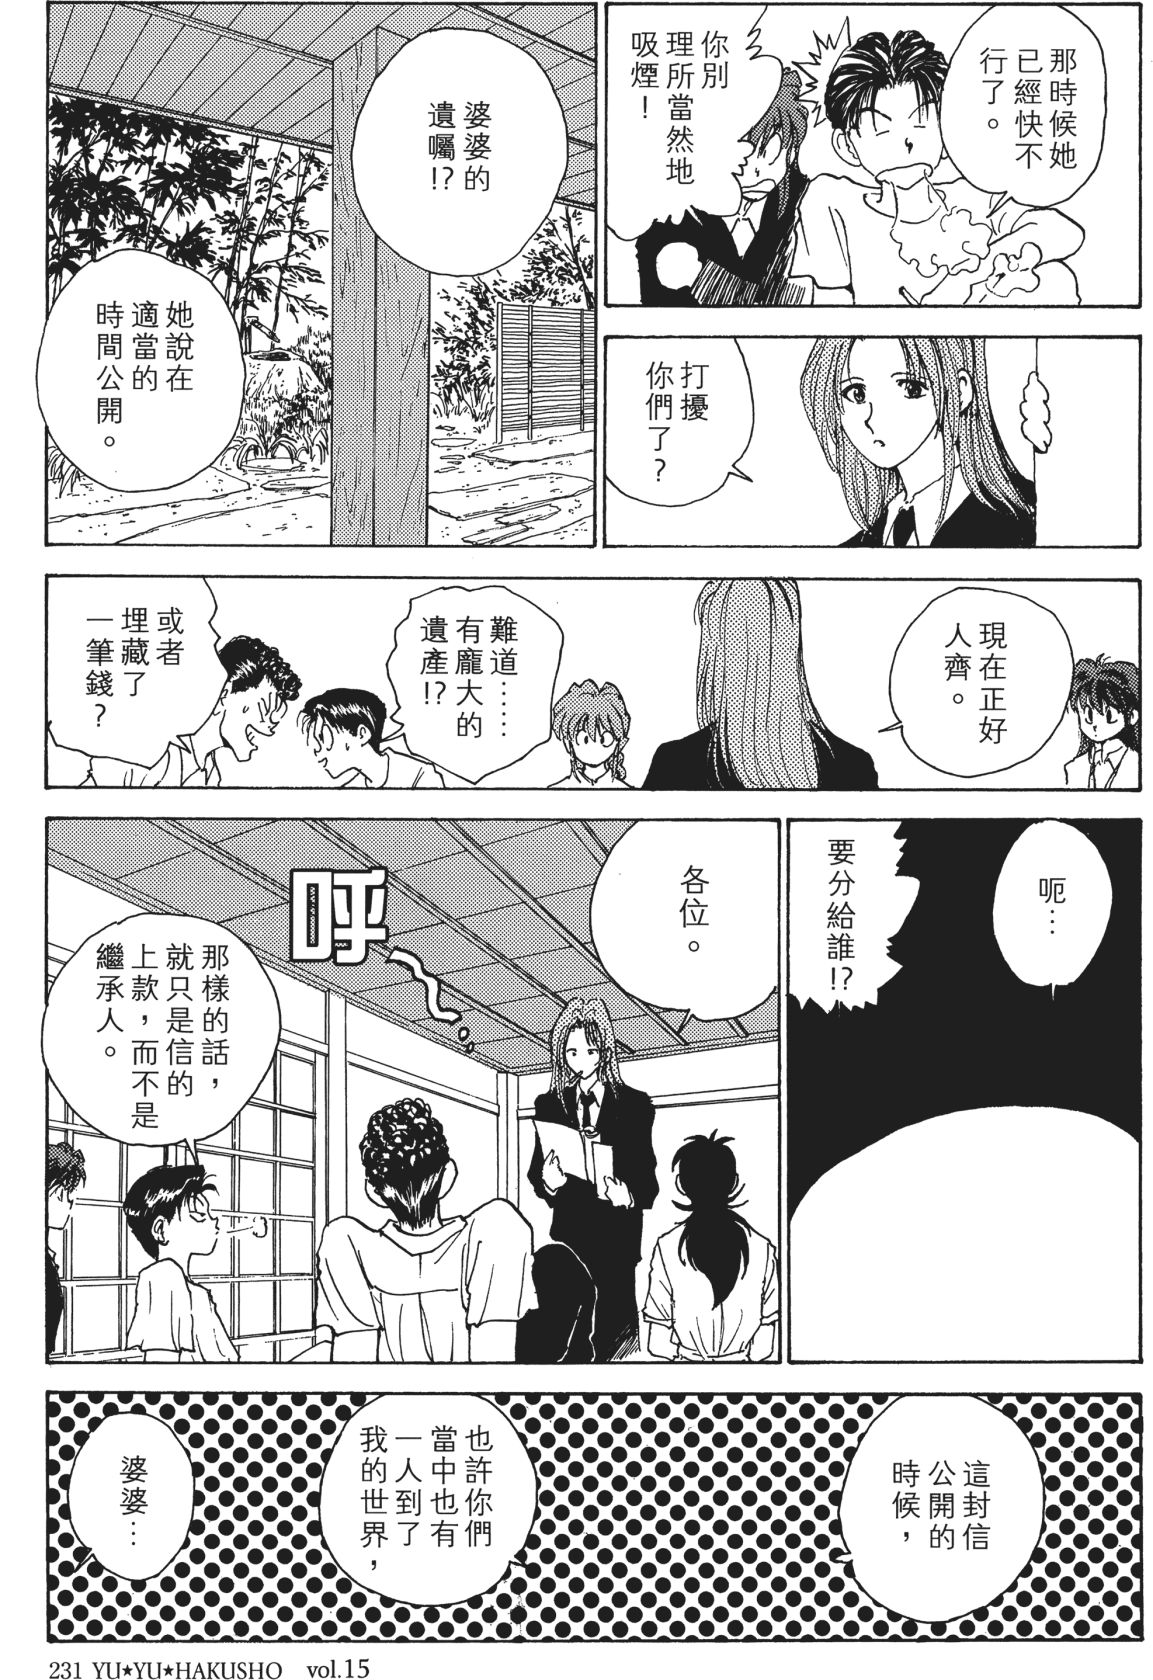 那時候她
已經快不
行了。
你別
理所當然地
吸煙！
打擾
你們了？
婆婆的
遺囑!?
她說在
適當的
時間公開。
現在正好
人齊。
難道……
有龐大的
遺產!?
或者
埋藏了
一筆錢？
呃…
要分給誰!?
各位。
呼～
那樣的話，
就只是信的
上款，而不是
繼承人。
這封信
公開的
時候，
也許你們
當中也有
一人到了
我的世界，
婆婆…
231 YU★YU★HAKUSHO vol.15